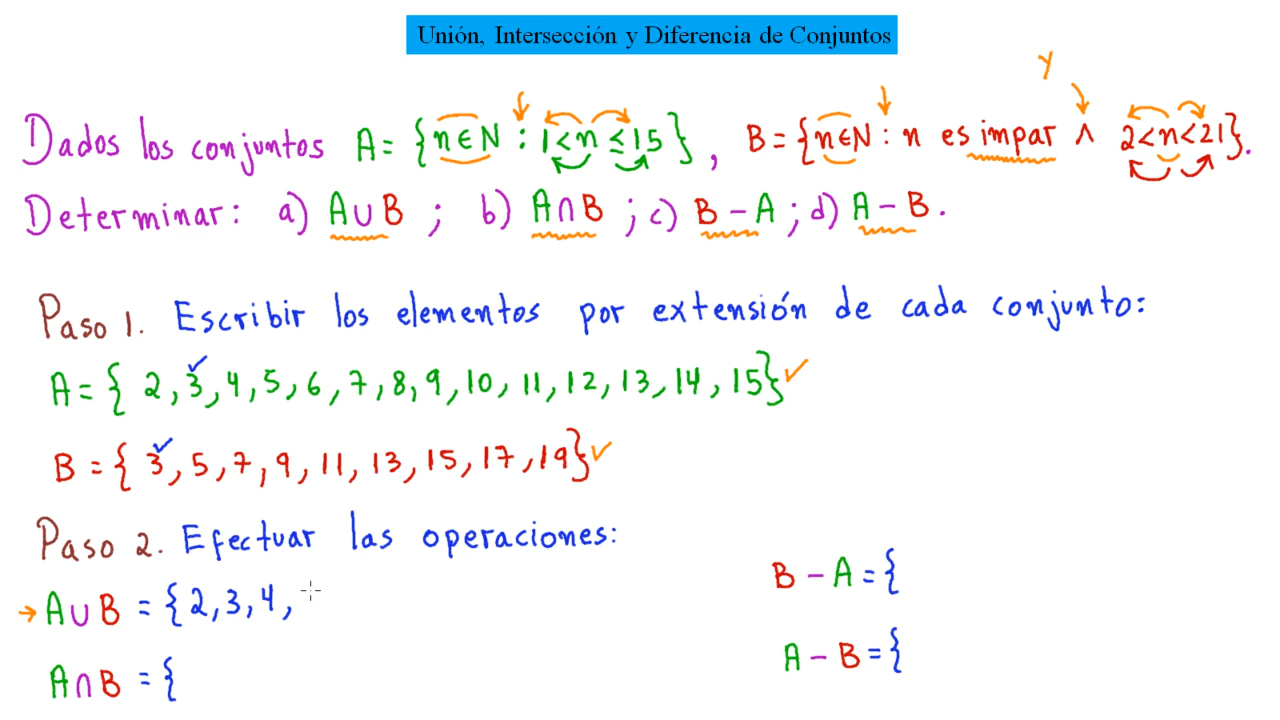 Unión, Intersección y Diferencia de Conjuntos
y
Dados los conjuntos A = {n∈N : 1<n≤15}, B = {n∈N : n es impar ∧ 2<n<21}.
Determinar: a) A∪B ; b) A∩B ; c) B – A ; d) A – B.
Paso 1. Escribir los elementos por extensión de cada conjunto:
A = { 2, 3, 4, 5, 6, 7, 8, 9, 10, 11, 12, 13, 14, 15}
B = { 3, 5, 7, 9, 11, 13, 15, 17, 19}
Paso 2. Efectuar las operaciones:
→ A∪B = { 2, 3, 4,
B – A = {
A∩B = {
A – B = {